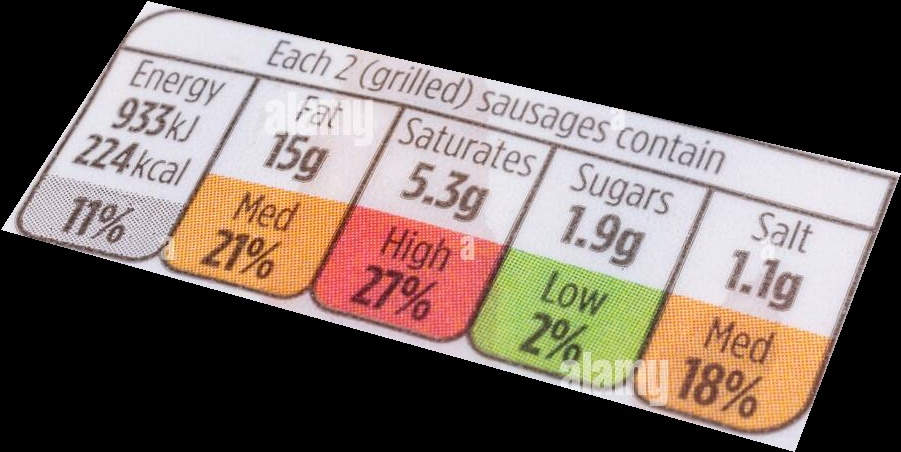 Each 2 (grilled) sausages contain
Energy
933kJ
224kcal
11%
Fat
15g
Med
21%
Saturates
5.3g
High
27%
Sugars
1.9g
Low
2%
Salt
1.1g
Med
18%
alamy
alamy
a
a
a
a